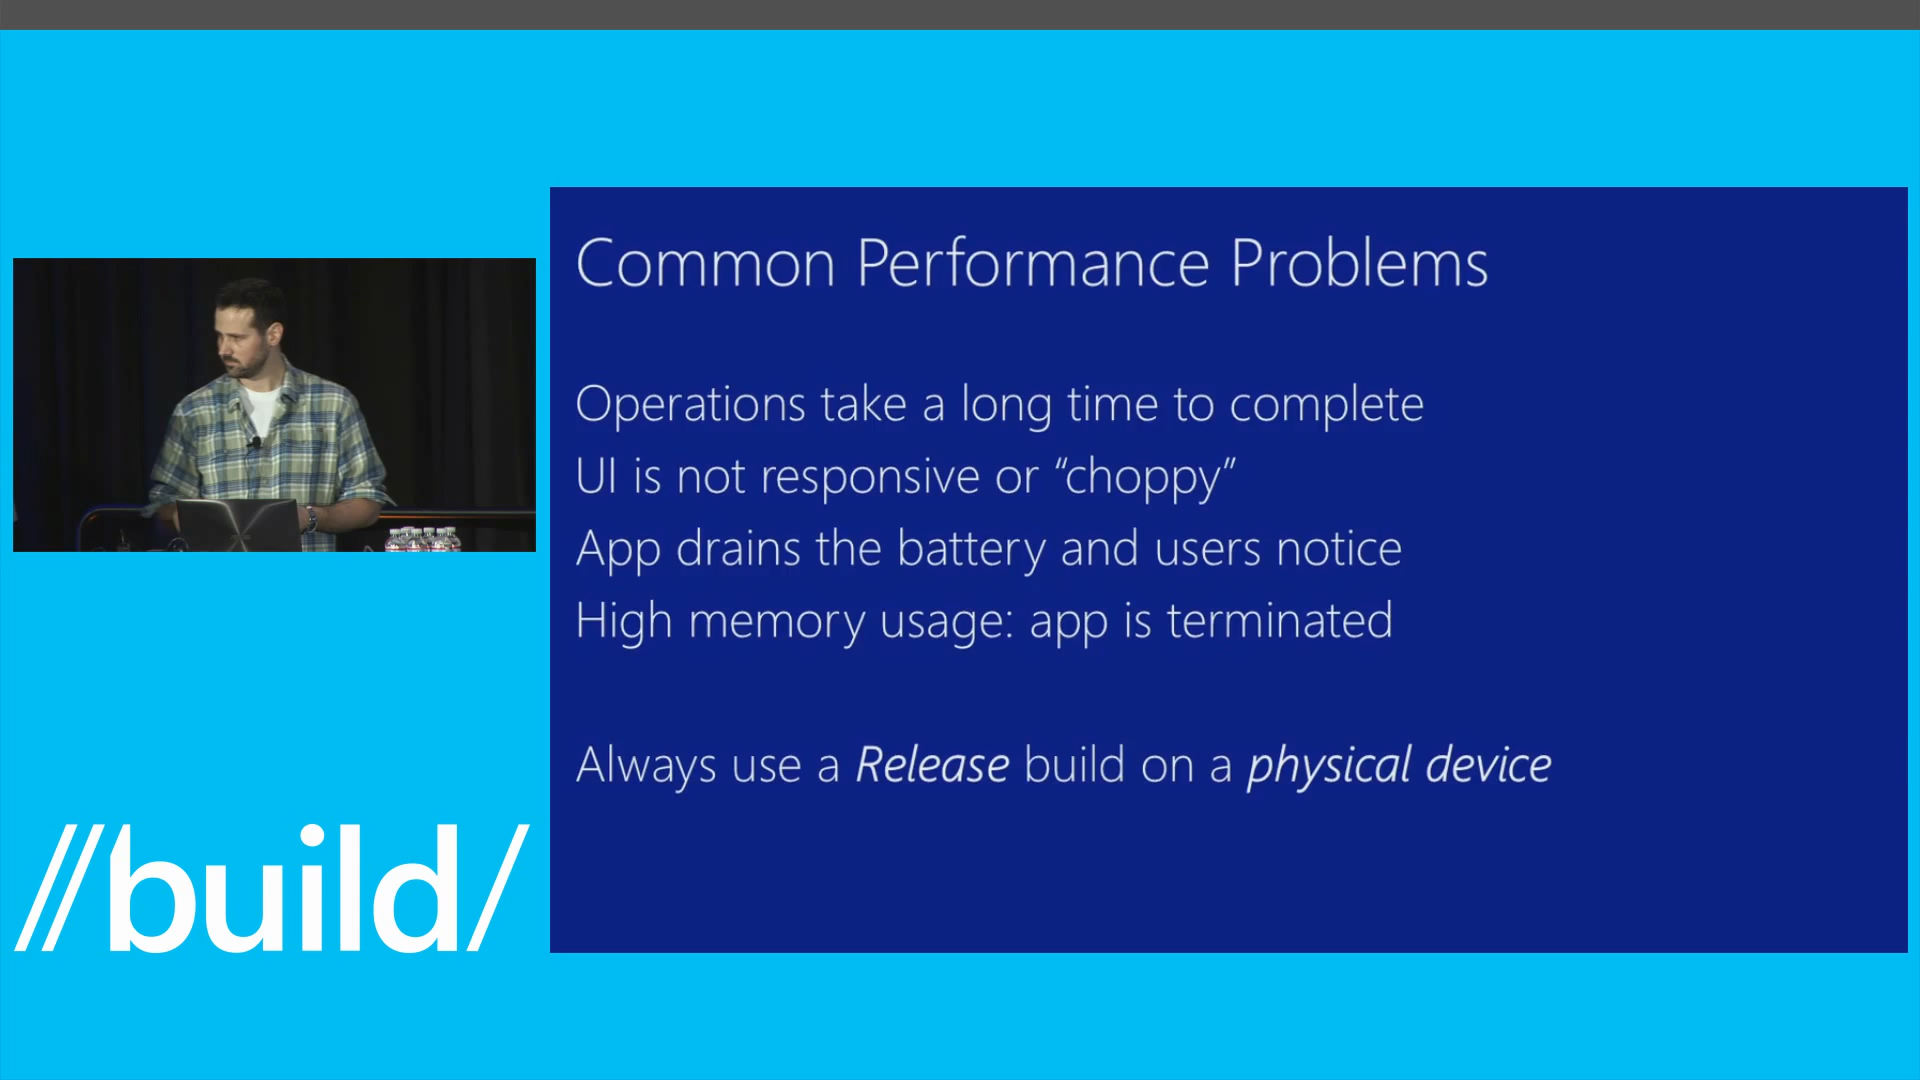 Common Performance Problems
Operations take a long time to complete
UI is not responsive or “choppy”
App drains the battery and users notice
High memory usage: app is terminated
Always use a Release build on a physical device
//build/